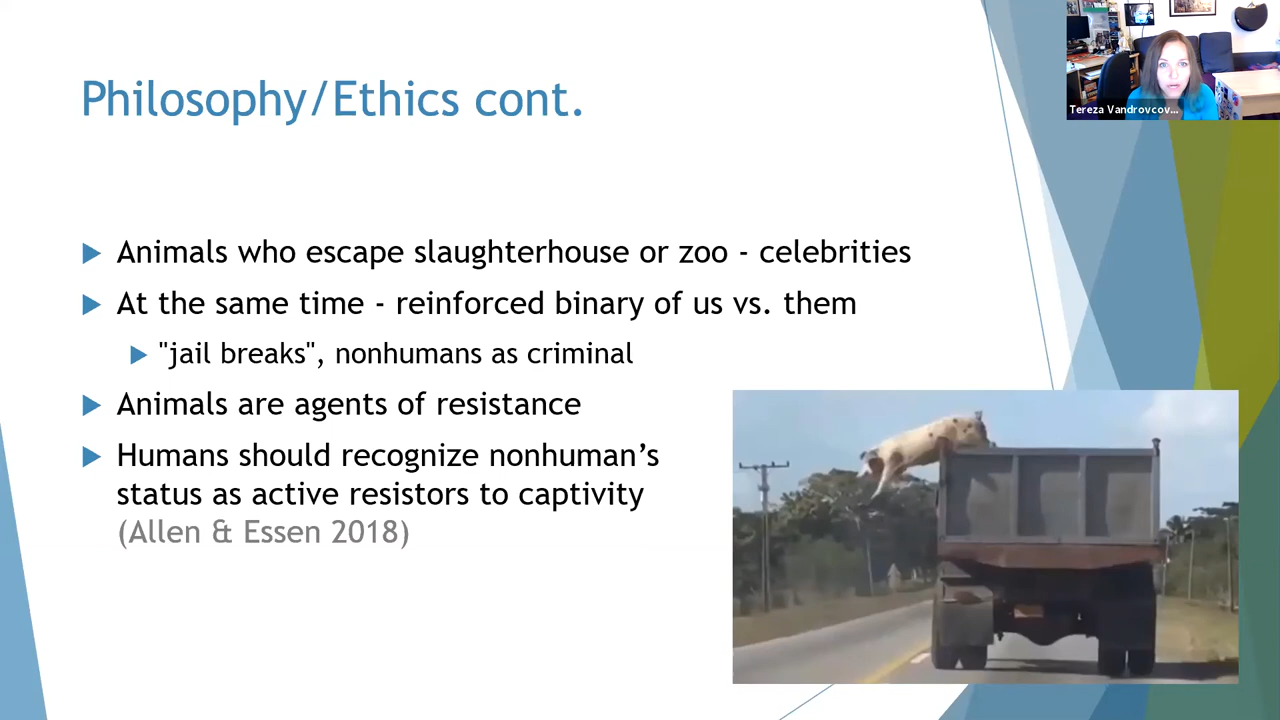 Philosophy/Ethics cont.
Tereza Vandrovcov...
Animals who escape slaughterhouse or zoo - celebrities
At the same time - reinforced binary of us vs. them
"jail breaks", nonhumans as criminal
Animals are agents of resistance
Humans should recognize nonhuman's
status as active resistors to captivity
(Allen & Essen 2018)